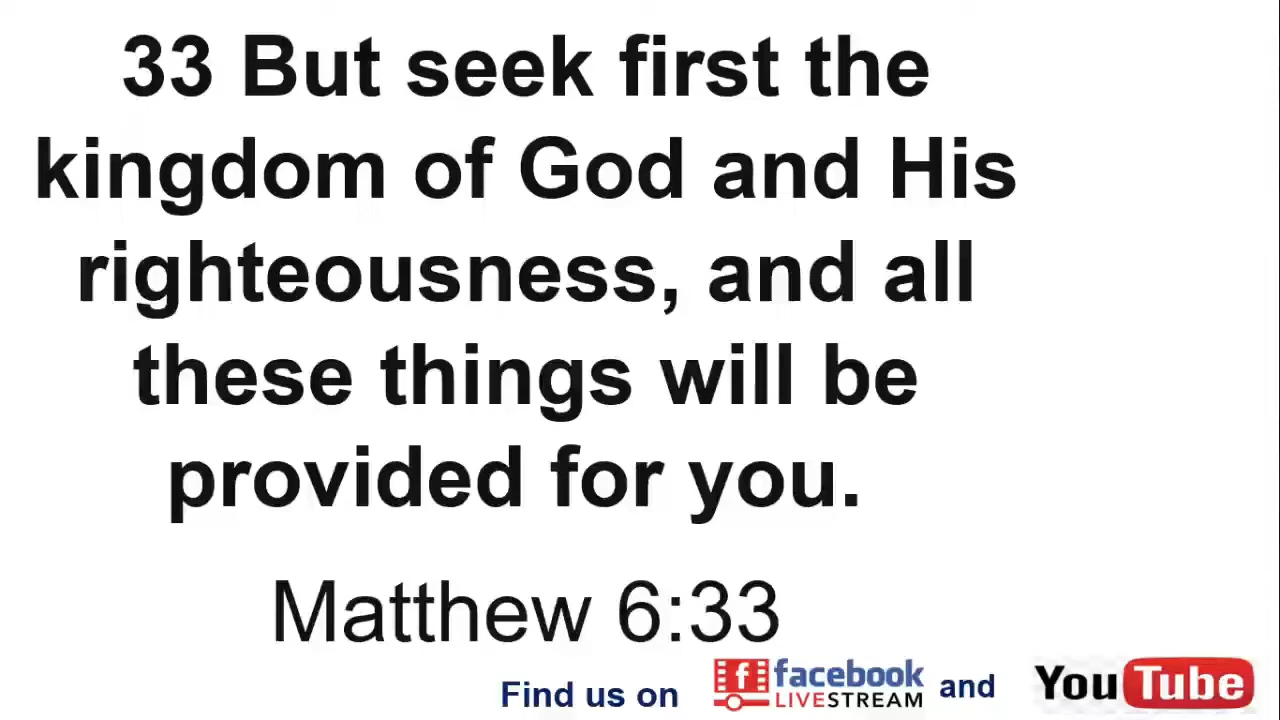 33 But seek first the
kingdom of God and His
righteousness, and all
these things will be
provided for you.
Matthew 6:33
Find us on f facebook LIVESTREAM and YouTube